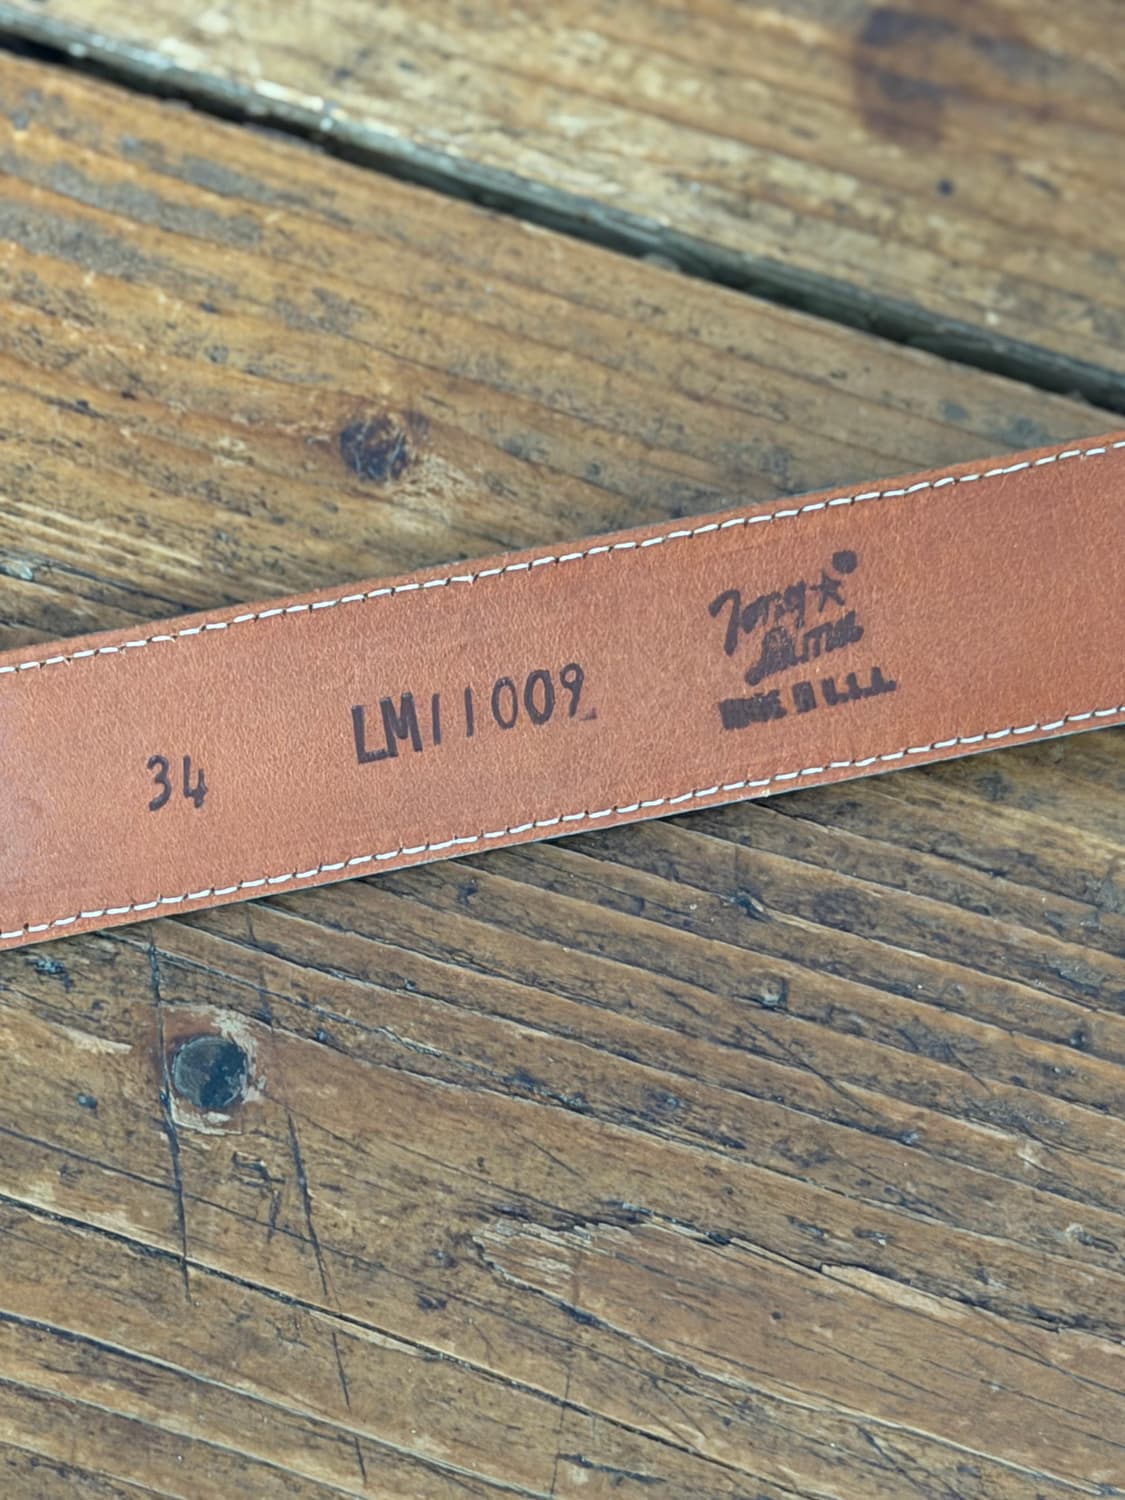 34
LM11009
Tony★
Lama
MADE IN U.S.A.